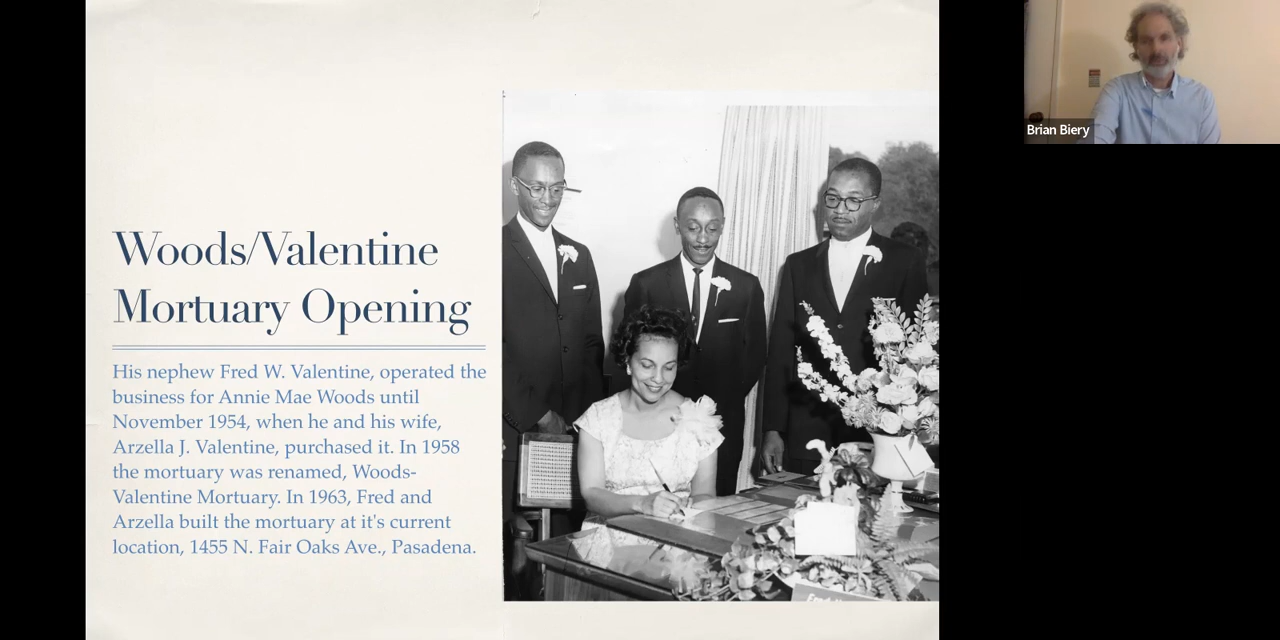 Woods/Valentine
Mortuary Opening
His nephew Fred W. Valentine, operated the
business for Annie Mae Woods until
November 1954, when he and his wife,
Arzella J. Valentine, purchased it. In 1958
the mortuary was renamed, Woods-
Valentine Mortuary. In 1963, Fred and
Arzella built the mortuary at it's current
location, 1455 N. Fair Oaks Ave., Pasadena.
Brian Biery